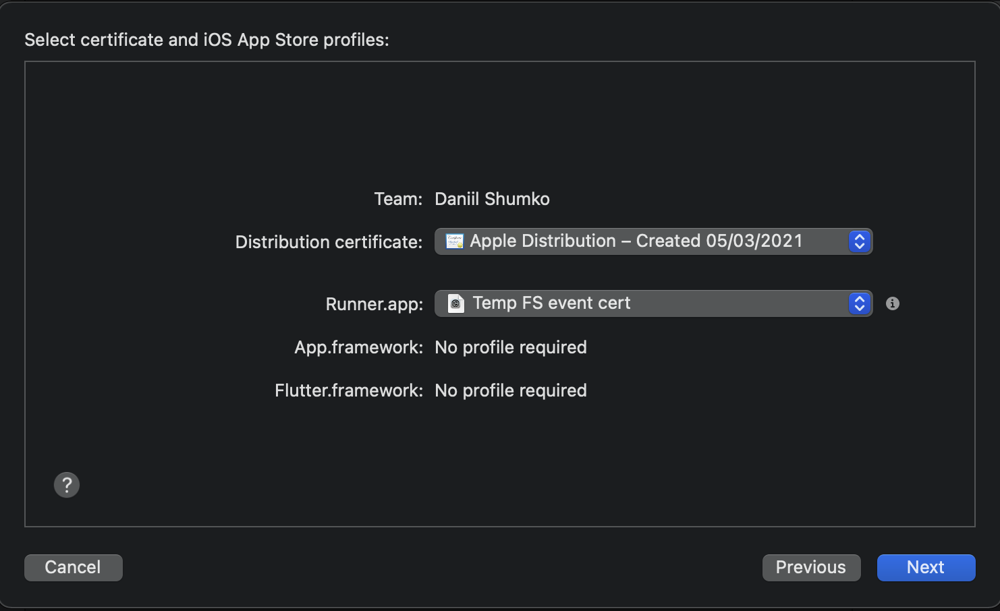 Select certificate and iOS App Store profiles:
Team: Daniil Shumko
Distribution certificate: Apple Distribution – Created 05/03/2021
Runner.app: Temp FS event cert
App.framework: No profile required
Flutter.framework: No profile required
?
Cancel Previous Next